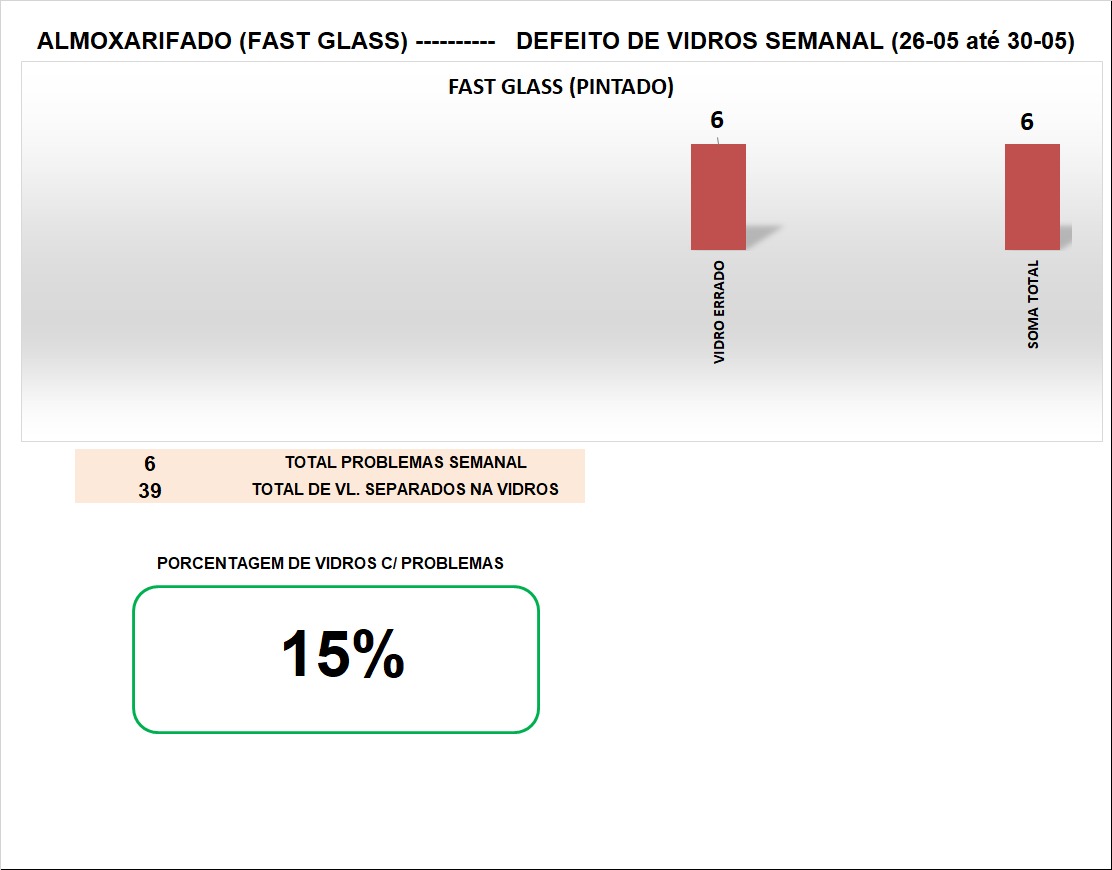 ALMOXARIFADO (FAST GLASS) ---------- DEFEITO DE VIDROS SEMANAL (26-05 até 30-05)
FAST GLASS (PINTADO)
6
6
VIDRO ERRADO
SOMA TOTAL
6 TOTAL PROBLEMAS SEMANAL
39 TOTAL DE VL. SEPARADOS NA VIDROS
PORCENTAGEM DE VIDROS C/ PROBLEMAS
15%